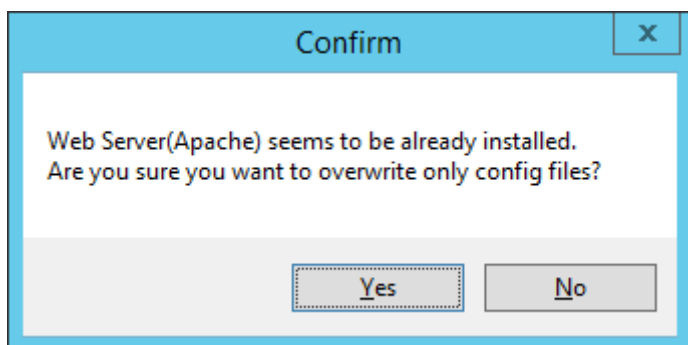 Confirm
x
Web Server(Apache) seems to be already installed.
Are you sure you want to overwrite only config files?
Yes
No